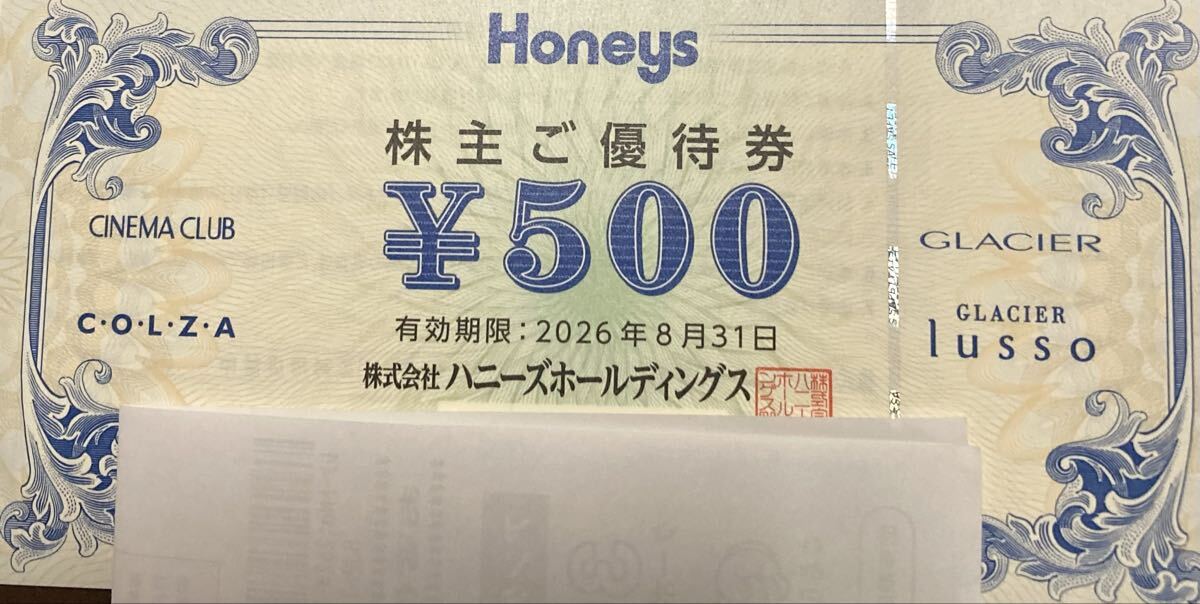 Honeys
株主ご優待券
¥500
CINEMA CLUB
C·O·L·Z·A
GLACIER
GLACIER
lusso
有効期限：2026年8月31日
株式会社 ハニーズホールディングス